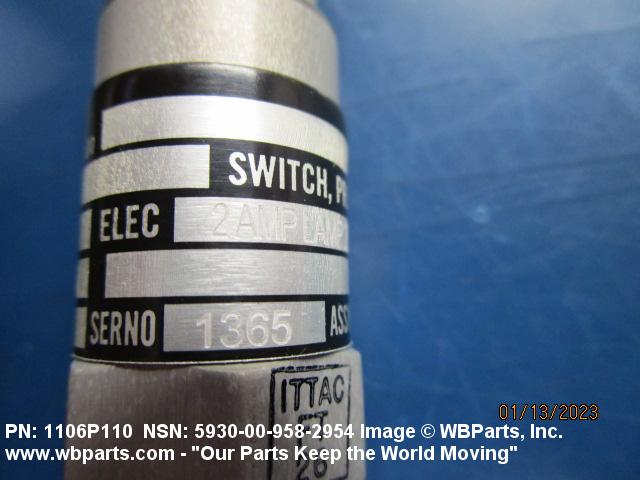 SWITCH,
ELEC 2AMP LAMP
SERNO 1365 ASS
ITTAC
26
01/13/2023
PN: 1106P110 NSN: 5930-00-958-2954 Image © WBParts, Inc.
www.wbparts.com - "Our Parts Keep the World Moving"